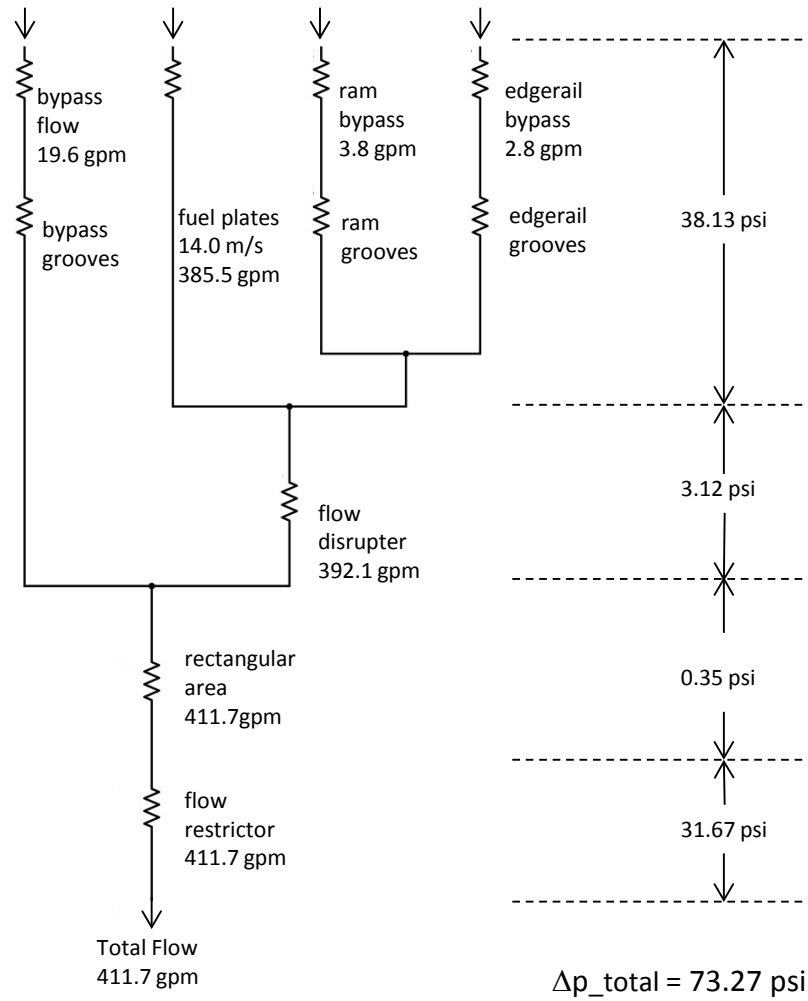 bypass
flow
19.6 gpm
bypass
grooves
fuel plates
14.0 m/s
385.5 gpm
ram
bypass
3.8 gpm
ram
grooves
edgerail
bypass
2.8 gpm
edgerail
grooves
38.13 psi
flow
disrupter
392.1 gpm
3.12 psi
rectangular
area
411.7gpm
0.35 psi
flow
restrictor
411.7 gpm
31.67 psi
Total Flow
411.7 gpm
Δp_total = 73.27 psi